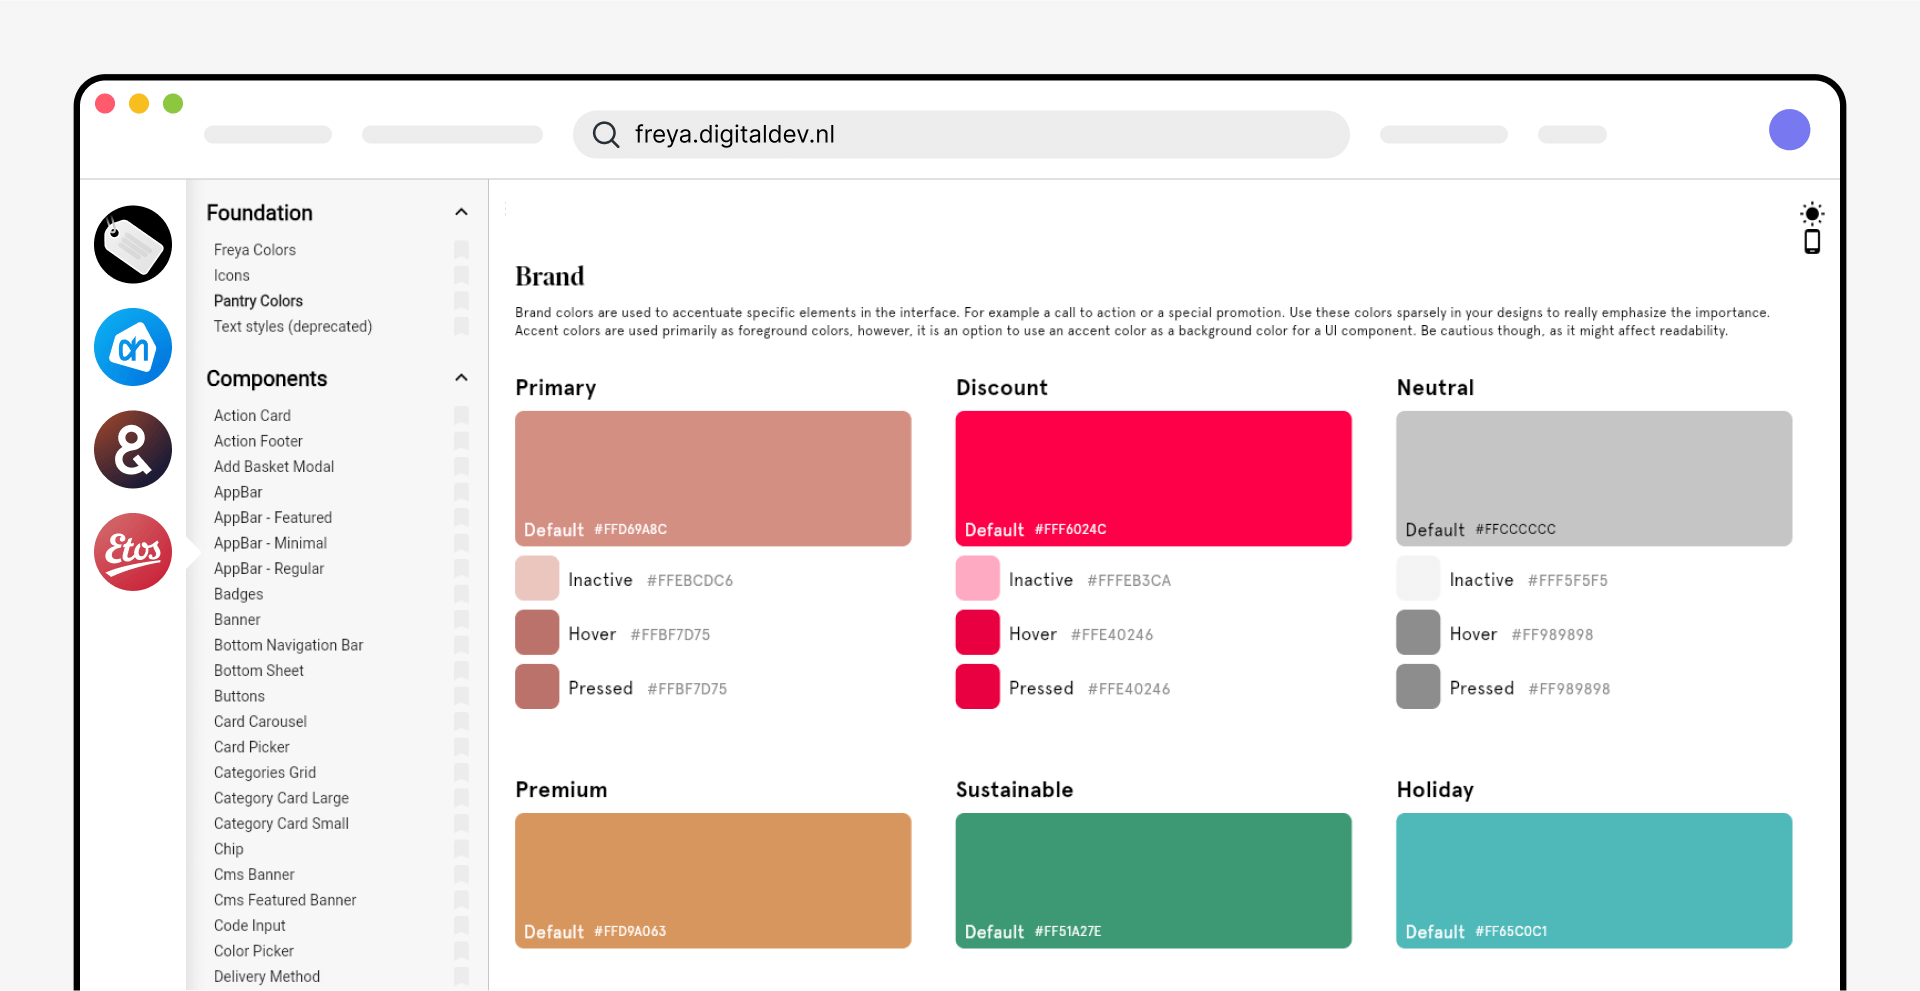 freya.digitaldev.nl
ah
&
Etos
Foundation
Freya Colors
Icons
Pantry Colors
Text styles (deprecated)
Components
Action Card
Action Footer
Add Basket Modal
AppBar
AppBar - Featured
AppBar - Minimal
AppBar - Regular
Badges
Banner
Bottom Navigation Bar
Bottom Sheet
Buttons
Card Carousel
Card Picker
Categories Grid
Category Card Large
Category Card Small
Chip
Cms Banner
Cms Featured Banner
Code Input
Color Picker
Delivery Method
Brand
Brand colors are used to accentuate specific elements in the interface. For example a call to action or a special promotion. Use these colors sparsely in your designs to really emphasize the importance.
Accent colors are used primarily as foreground colors, however, it is an option to use an accent color as a background color for a UI component. Be cautious though, as it might affect readability.
Primary
Default #FFD69A8C
Inactive #FFEBCDC6
Hover #FFBF7D75
Pressed #FFBF7D75
Discount
Default #FFF6024C
Inactive #FFFEB3CA
Hover #FFE40246
Pressed #FFE40246
Neutral
Default #FFCCCCCC
Inactive #FFF5F5F5
Hover #FF989898
Pressed #FF989898
Premium
Default #FFD9A063
Sustainable
Default #FF51A27E
Holiday
Default #FF65C0C1